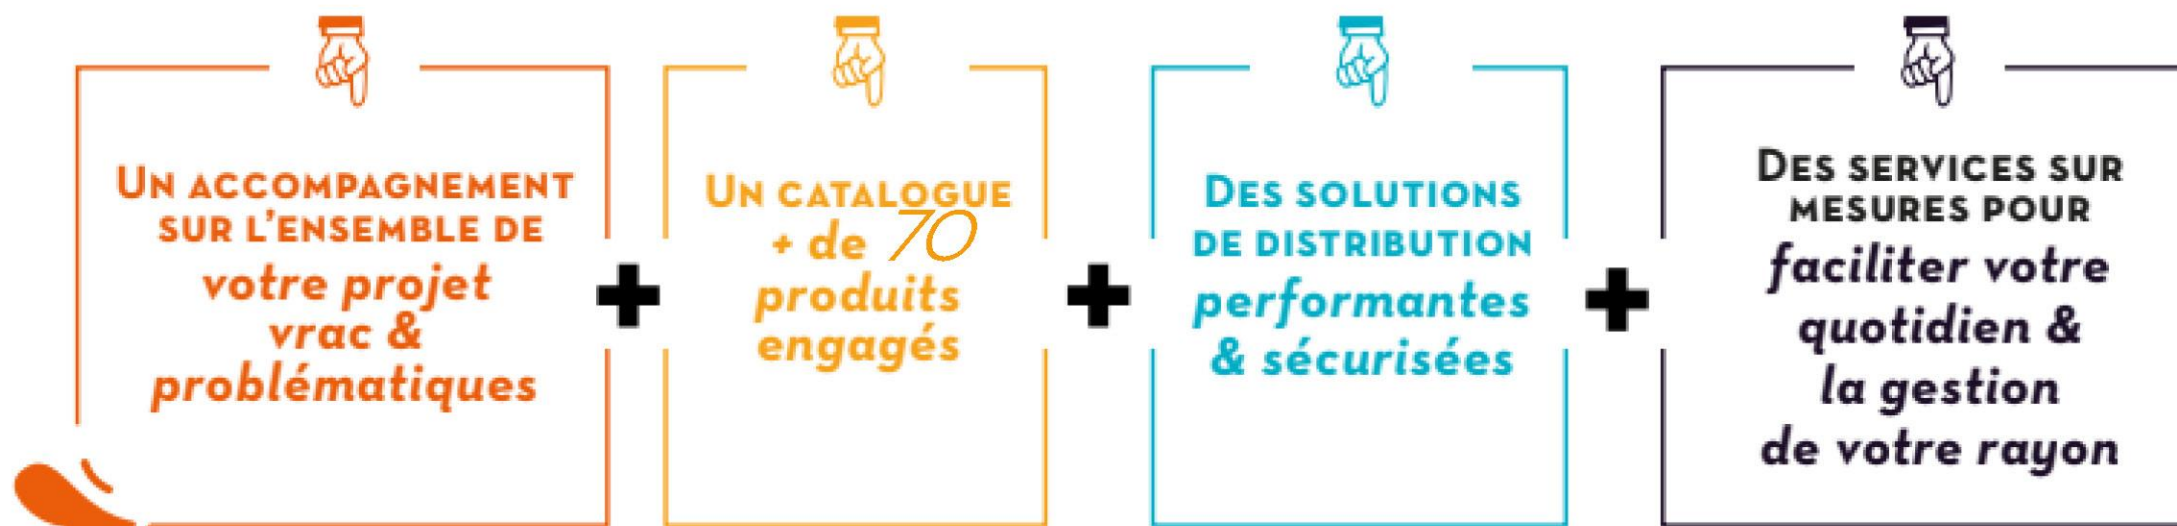 UN ACCOMPAGNEMENT
SUR L'ENSEMBLE DE
votre projet
vrac &
problématiques
+
UN CATALOGUE
+ de 70
produits
engagés
+
DES SOLUTIONS
DE DISTRIBUTION
performantes
& sécurisées
+
DES SERVICES SUR
MESURES POUR
faciliter votre
quotidien &
la gestion
de votre rayon